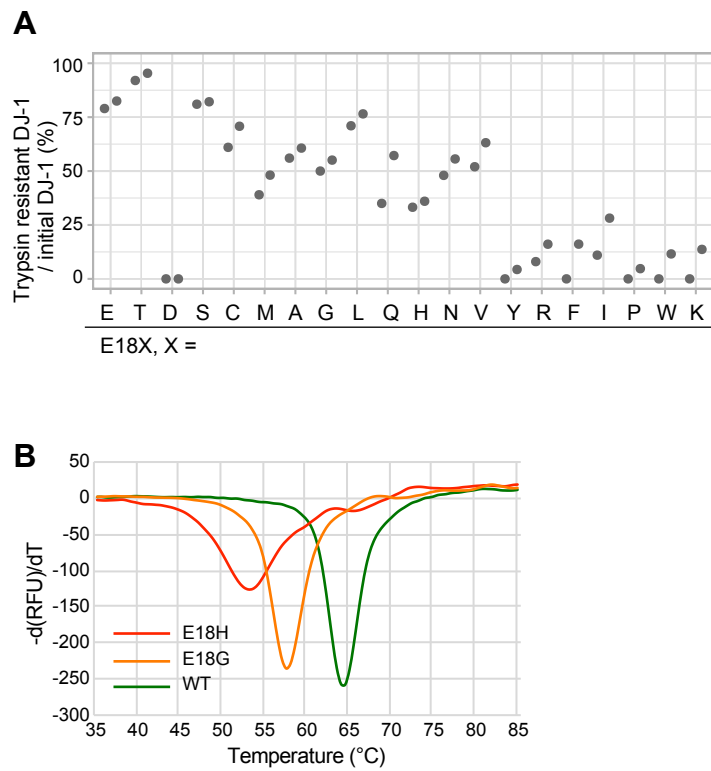 A
Trypsin resistant DJ-1
/ initial DJ-1 (%)
100
75
50
25
0
E T D S C M A G L Q H N V Y R F I P W K
E18X, X =
B
-d(RFU)/dT
50
0
-50
-100
-150
-200
-250
-300
E18H
E18G
WT
35 40 45 50 55 60 65 70 75 80 85
Temperature (°C)